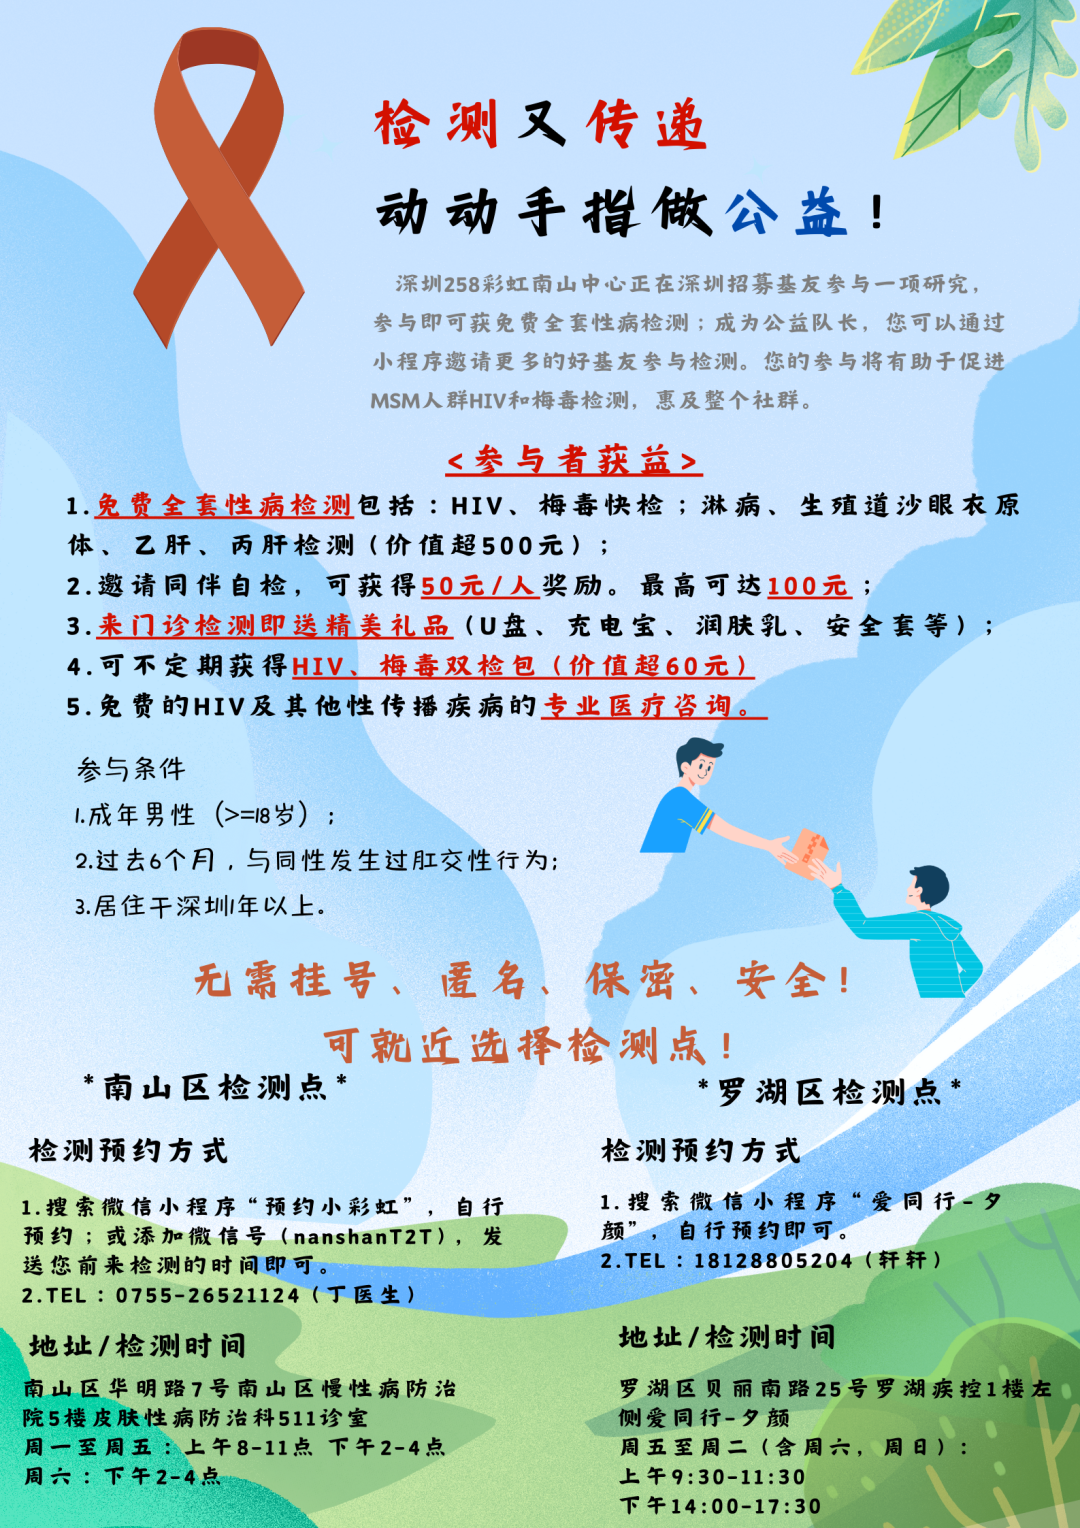 检测又传递
动动手指做公益！
深圳258彩虹南山中心正在深圳招募基友参与一项研究，
参与即可获免费全套性病检测；成为公益队长，您可以通过
小程序邀请更多的好基友参与检测。您的参与将有助于促进
MSM人群HIV和梅毒检测，惠及整个社群。
<参与者获益>
1.免费全套性病检测包括：HIV、梅毒快检；淋病、生殖道沙眼衣原
体、乙肝、丙肝检测（价值超500元）；
2.邀请同伴自检，可获得50元/人奖励。最高可达100元；
3.来门诊检测即送精美礼品（U盘、充电宝、润肤乳、安全套等）；
4.可不定期获得HIV、梅毒双检包（价值超60元）
5.免费的HIV及其他性传播疾病的专业医疗咨询。
参与条件
1.成年男性（>=18岁）；
2.过去6个月，与同性发生过肛交性行为；
3.居住于深圳1年以上。
无需挂号、匿名、保密、安全！
可就近选择检测点！
*南山区检测点*
检测预约方式
1.搜索微信小程序“预约小彩虹”，自行
预约；或添加微信号（nanshanT2T），发
送您前来检测的时间即可。
2.TEL：0755-26521124（丁医生）
地址/检测时间
南山区华明路7号南山区慢性病防治
院5楼皮肤性病防治科511诊室
周一至周五：上午8-11点 下午2-4点
周六：下午2-4点
*罗湖区检测点*
检测预约方式
1.搜索微信小程序“爱同行-夕
颜”，自行预约即可。
2.TEL：18128805204（轩轩）
地址/检测时间
罗湖区贝丽南路25号罗湖疾控1楼左
侧爱同行-夕颜
周五至周二（含周六，周日）：
上午9:30-11:30
下午14:00-17:30